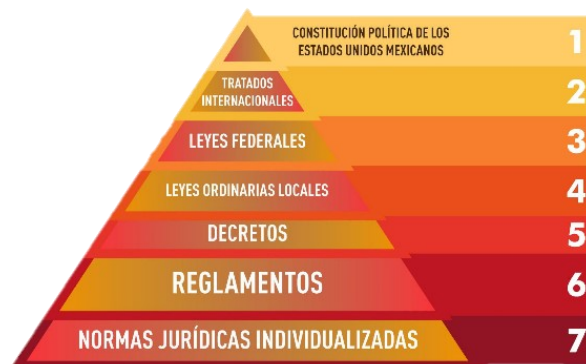 CONSTITUCIÓN POLÍTICA DE LOS
ESTADOS UNIDOS MEXICANOS
1
TRATADOS
INTERNACIONALES
2
LEYES FEDERALES
3
LEYES ORDINARIAS LOCALES
4
DECRETOS
5
REGLAMENTOS
6
NORMAS JURÍDICAS INDIVIDUALIZADAS
7